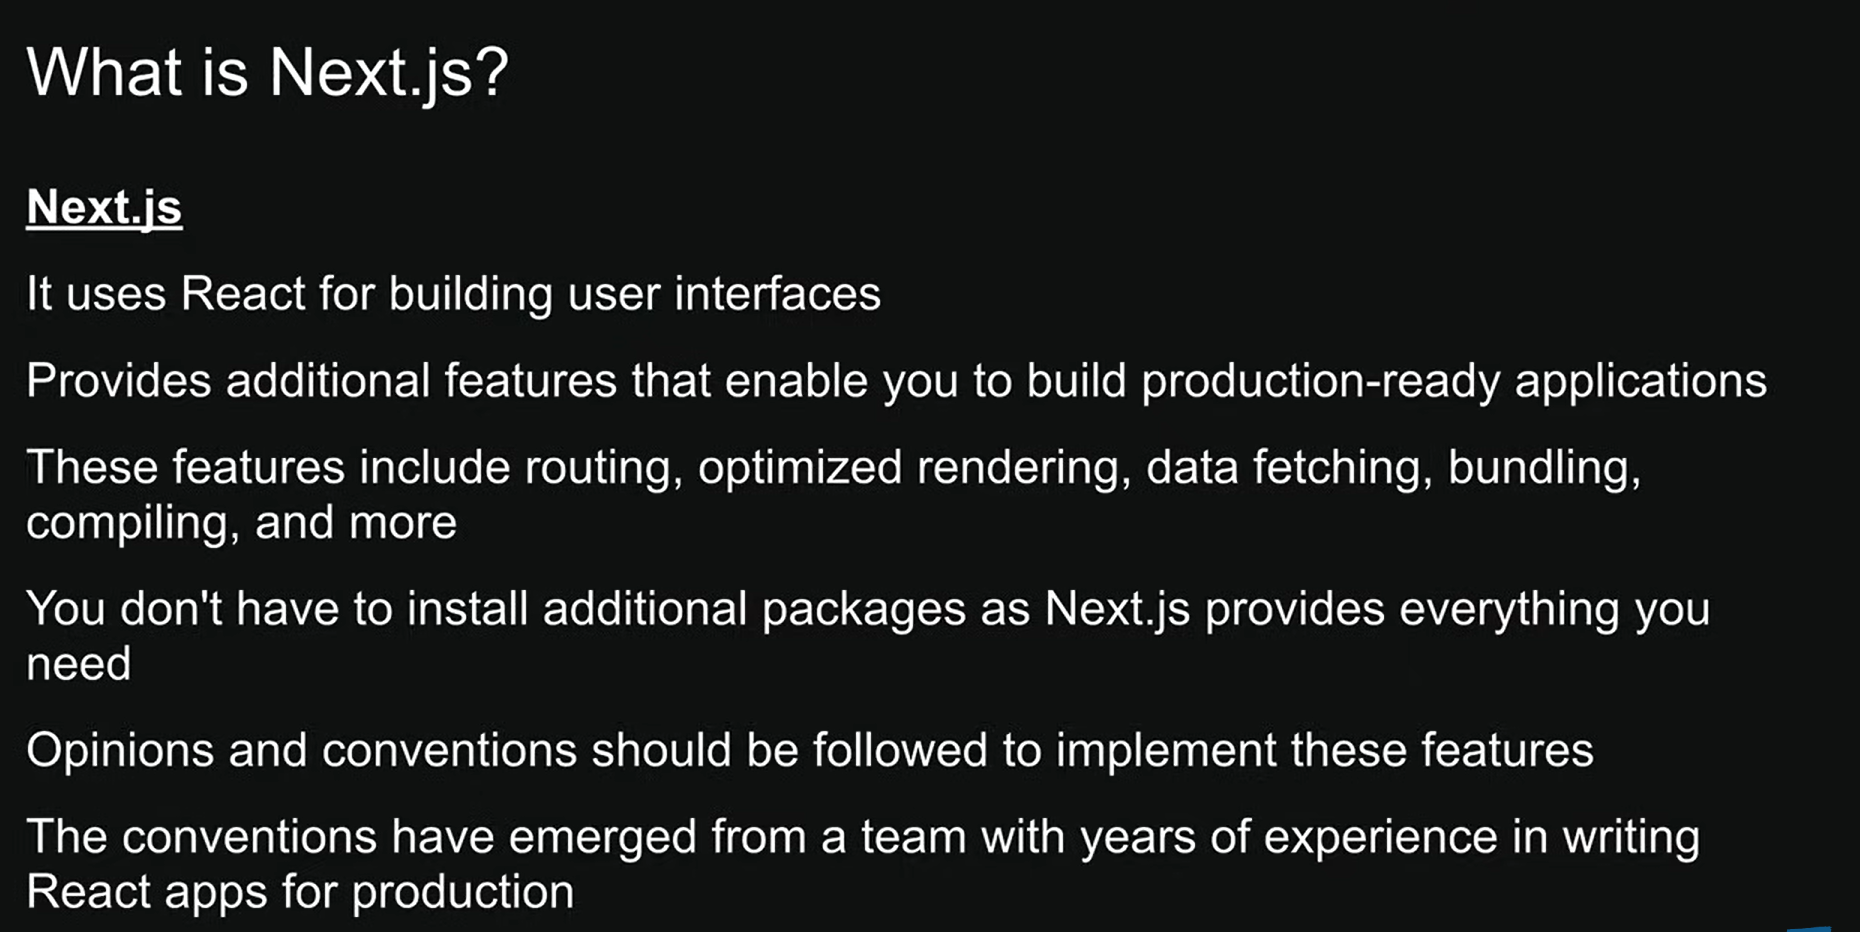 What is Next.js?
Next.js
It uses React for building user interfaces
Provides additional features that enable you to build production-ready applications
These features include routing, optimized rendering, data fetching, bundling,
compiling, and more
You don't have to install additional packages as Next.js provides everything you
need
Opinions and conventions should be followed to implement these features
The conventions have emerged from a team with years of experience in writing
React apps for production